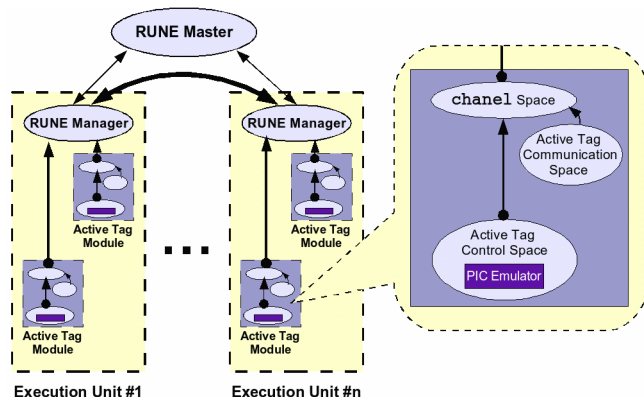 RUNE Master
RUNE Manager
RUNE Manager
Active Tag
Module
Active Tag
Module
Active Tag
Module
Active Tag
Module
Execution Unit #1
Execution Unit #n
chanel Space
Active Tag
Communication
Space
Active Tag
Control Space
PIC Emulator